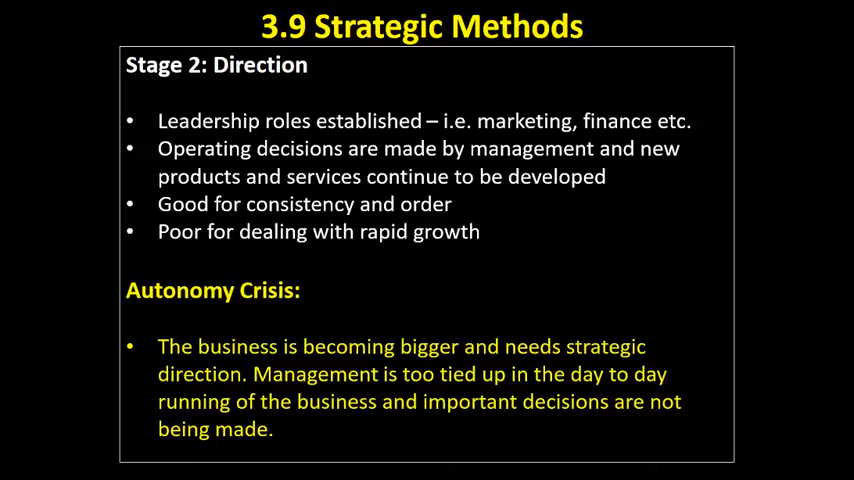 3.9 Strategic Methods
Stage 2: Direction
• Leadership roles established – i.e. marketing, finance etc.
• Operating decisions are made by management and new
products and services continue to be developed
• Good for consistency and order
• Poor for dealing with rapid growth
Autonomy Crisis:
• The business is becoming bigger and needs strategic
direction. Management is too tied up in the day to day
running of the business and important decisions are not
being made.